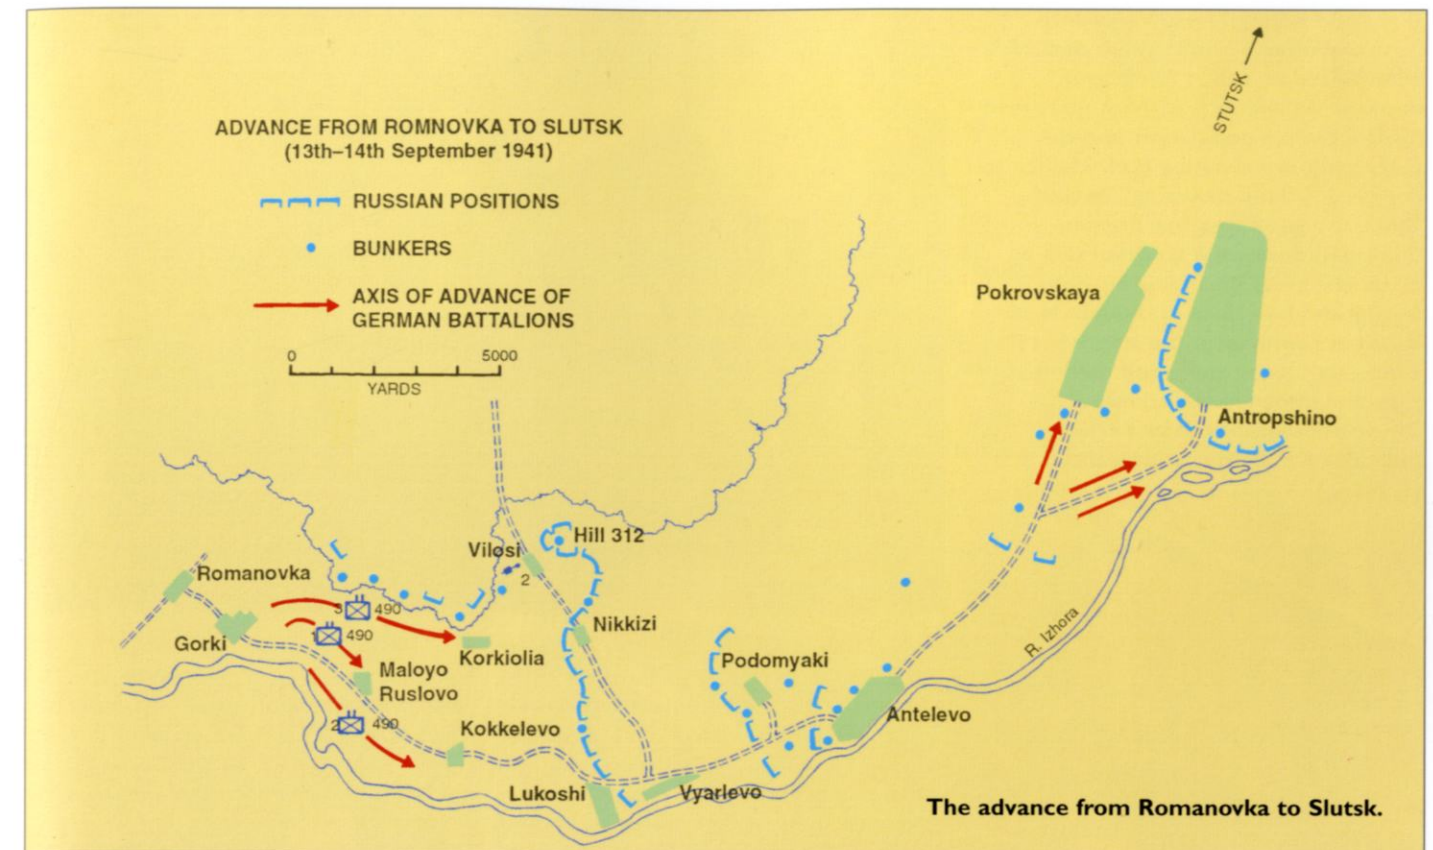 STUTSK
ADVANCE FROM ROMNOVKA TO SLUTSK
(13th–14th September 1941)
RUSSIAN POSITIONS
BUNKERS
AXIS OF ADVANCE OF
GERMAN BATTALIONS
0 5000
YARDS
Pokrovskaya
Antropshino
Hill 312
Vilosi
2
Romanovka
3 490
Nikkizi
1 490
Gorki
R. Izhora
Korkiolia
Podomyaki
Maloyo
Ruslovo
Antelevo
2 490
Kokkelevo
Lukoshi
Vyarlevo
The advance from Romanovka to Slutsk.